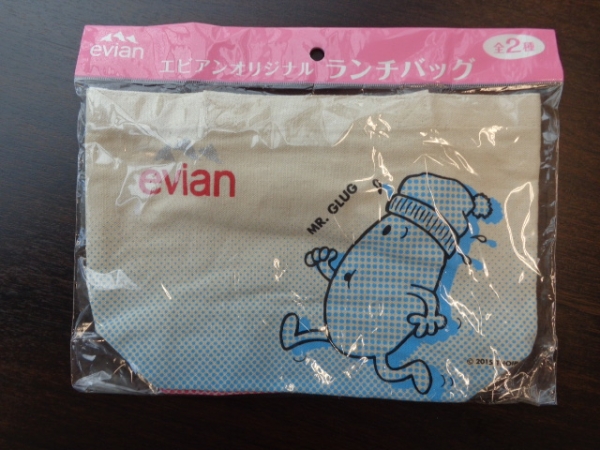 evian
エビアンオリジナル ランチバッグ
全2種
evian
MR. GLUG
© 2015